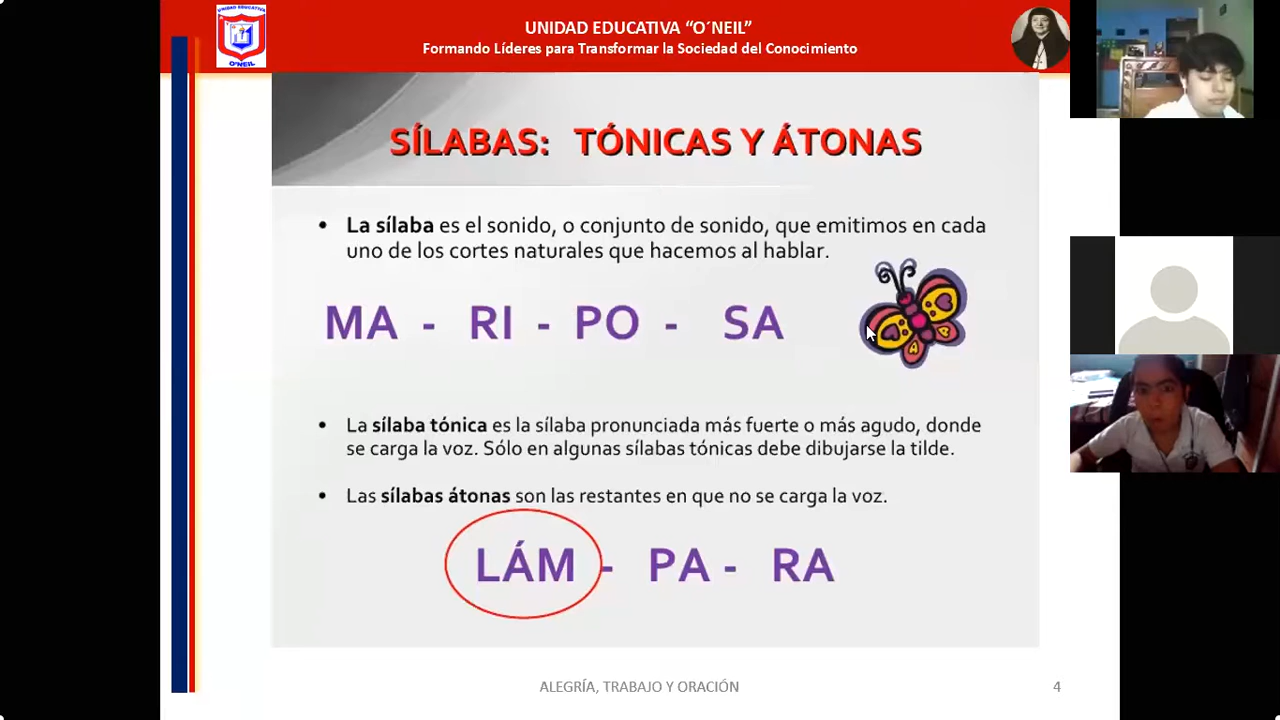 UNIDAD EDUCATIVA
O´NEIL
UNIDAD EDUCATIVA “O´NEIL”
Formando Líderes para Transformar la Sociedad del Conocimiento
SÍLABAS: TÓNICAS Y ÁTONAS
• La sílaba es el sonido, o conjunto de sonido, que emitimos en cada
uno de los cortes naturales que hacemos al hablar.
MA - RI - PO - SA
• La sílaba tónica es la sílaba pronunciada más fuerte o más agudo, donde
se carga la voz. Sólo en algunas sílabas tónicas debe dibujarse la tilde.
• Las sílabas átonas son las restantes en que no se carga la voz.
LÁM - PA - RA
ALEGRÍA, TRABAJO Y ORACIÓN
4